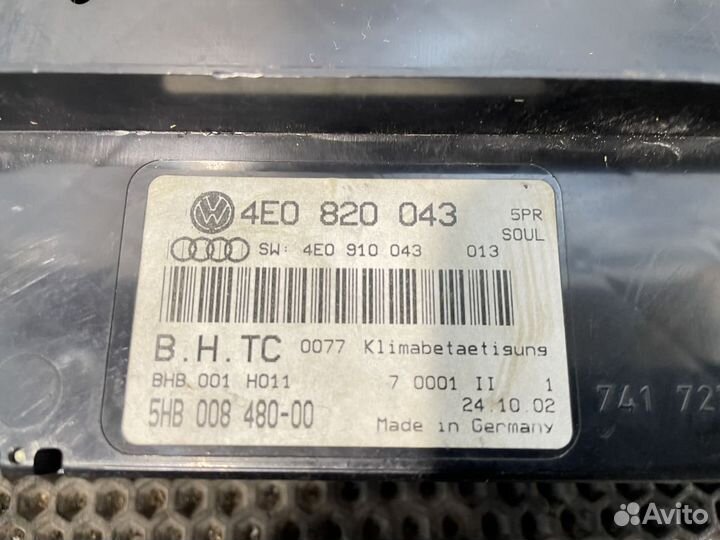 4E0 820 043 5PR
SOUL
SW: 4E0 910 043 013
B.H.TC 0077 Klimabetaetigung
BHB 001 H011 7 0001 II 1
5HB 008 480-00 24.10.02
Made in Germany
741 72
Avito